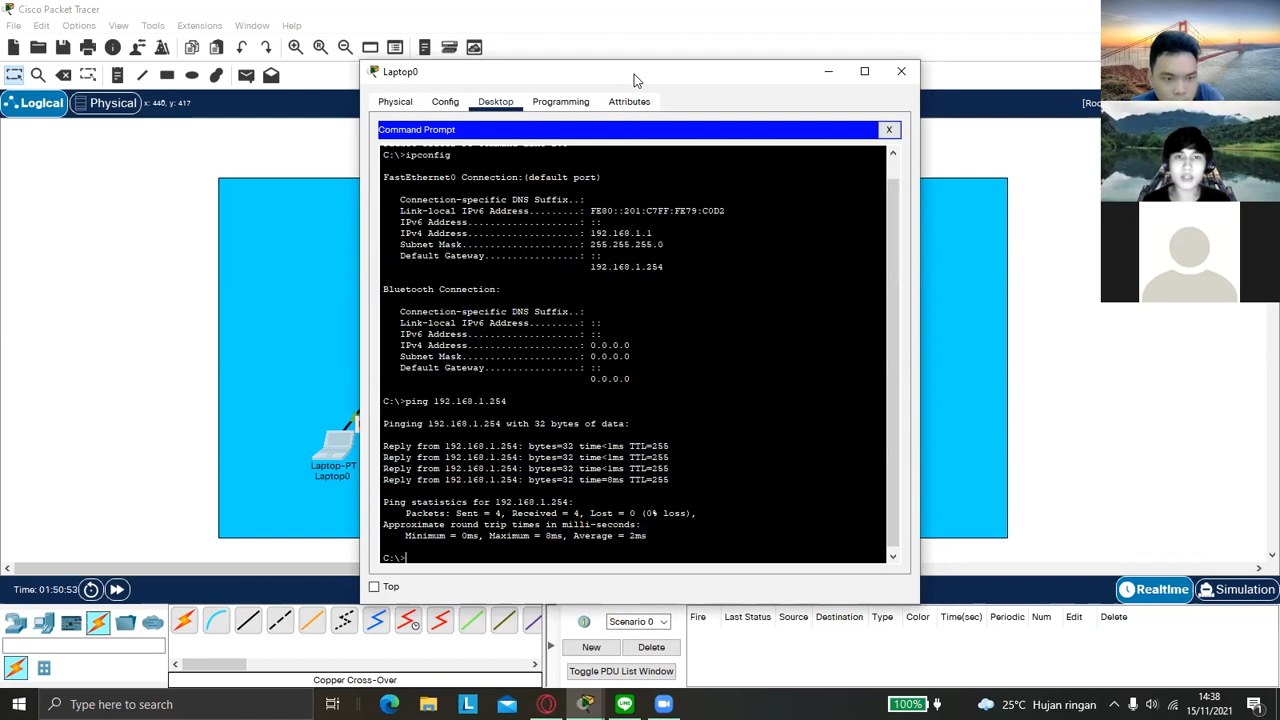 Cisco Packet Tracer
File Edit Options View Tools Extensions Window Help
Logical Physical x: 440, y: 417
[Roo
Laptop0
Physical Config Desktop Programming Attributes
Command Prompt X
C:\>ipconfig
FastEthernet0 Connection:(default port)
Connection-specific DNS Suffix..:
Link-local IPv6 Address.........: FE80::201:C7FF:FE79:C0D2
IPv6 Address....................: ::
IPv4 Address....................: 192.168.1.1
Subnet Mask.....................: 255.255.255.0
Default Gateway.................: ::
192.168.1.254
Bluetooth Connection:
Connection-specific DNS Suffix..:
Link-local IPv6 Address.........: ::
IPv6 Address....................: ::
IPv4 Address....................: 0.0.0.0
Subnet Mask.....................: 0.0.0.0
Default Gateway.................: ::
0.0.0.0
C:\>ping 192.168.1.254
Pinging 192.168.1.254 with 32 bytes of data:
Reply from 192.168.1.254: bytes=32 time<1ms TTL=255
Reply from 192.168.1.254: bytes=32 time<1ms TTL=255
Reply from 192.168.1.254: bytes=32 time<1ms TTL=255
Reply from 192.168.1.254: bytes=32 time=8ms TTL=255
Ping statistics for 192.168.1.254:
Packets: Sent = 4, Received = 4, Lost = 0 (0% loss),
Approximate round trip times in milli-seconds:
Minimum = 0ms, Maximum = 8ms, Average = 2ms
C:\>
Top
Laptop-PT
Laptop0
Time: 01:50:53
Realtime Simulation
Scenario 0
New Delete
Toggle PDU List Window
Fire Last Status Source Destination Type Color Time(sec) Periodic Num Edit Delete
Copper Cross-Over
Type here to search
100%
25°C Hujan ringan
14:38
15/11/2021